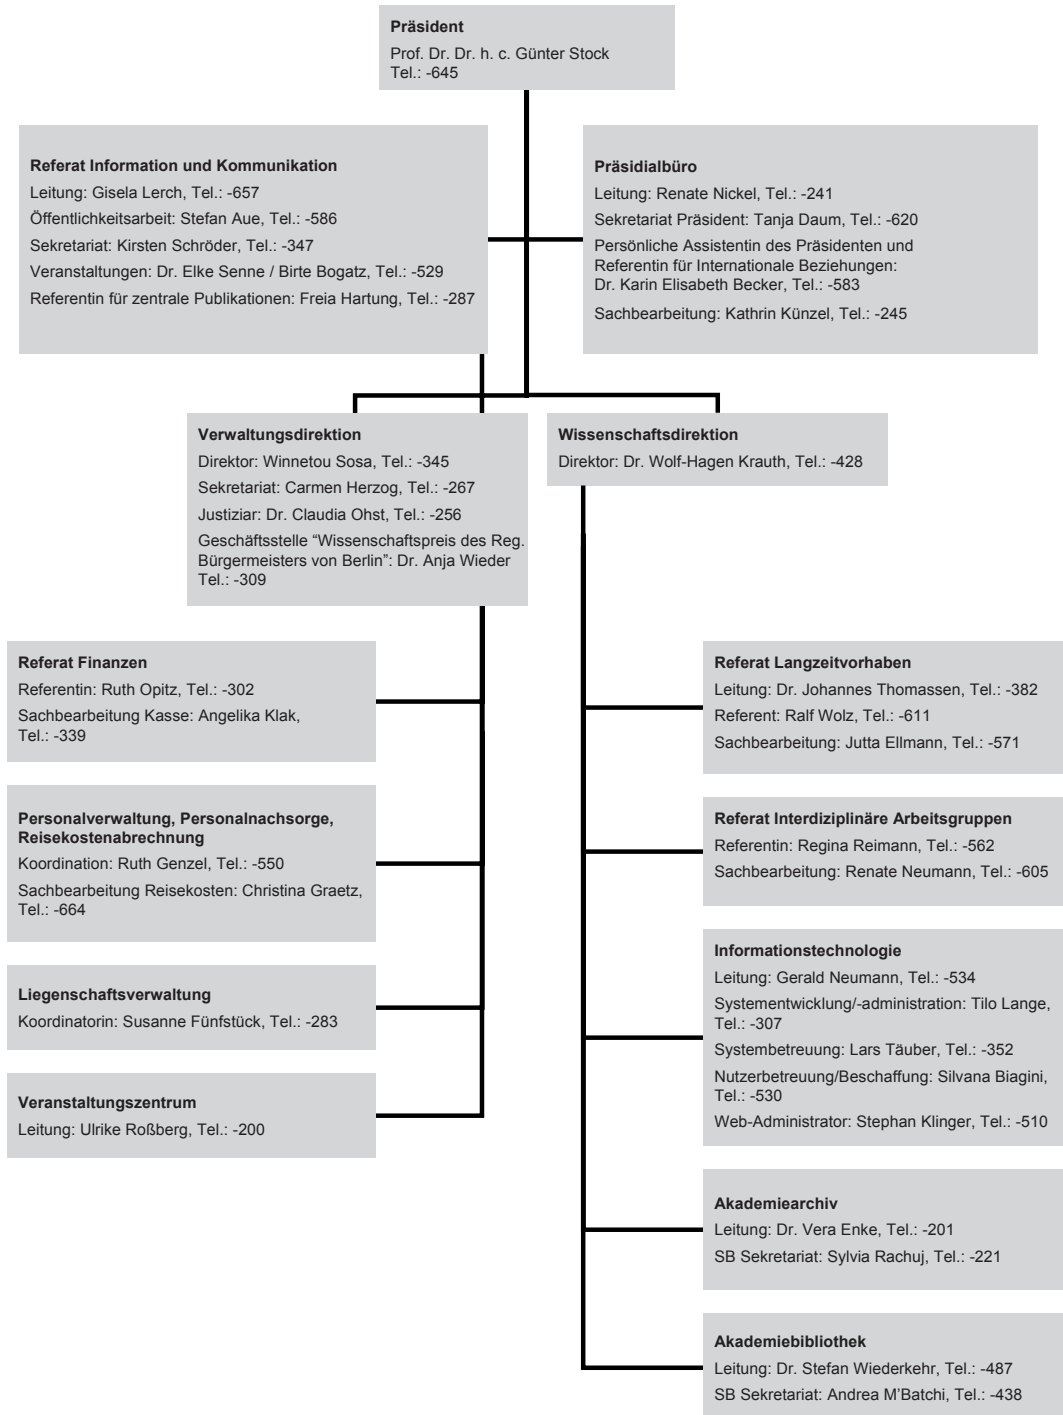 Präsident
Prof. Dr. Dr. h. c. Günter Stock
Tel.: -645
Referat Information und Kommunikation
Leitung: Gisela Lerch, Tel.: -657
Öffentlichkeitsarbeit: Stefan Aue, Tel.: -586
Sekretariat: Kirsten Schröder, Tel.: -347
Veranstaltungen: Dr. Elke Senne / Birte Bogatz, Tel.: -529
Referentin für zentrale Publikationen: Freia Hartung, Tel.: -287
Präsidialbüro
Leitung: Renate Nickel, Tel.: -241
Sekretariat Präsident: Tanja Daum, Tel.: -620
Persönliche Assistentin des Präsidenten und
Referentin für Internationale Beziehungen:
Dr. Karin Elisabeth Becker, Tel.: -583
Sachbearbeitung: Kathrin Künzel, Tel.: -245
Verwaltungsdirektion
Direktor: Winnetou Sosa, Tel.: -345
Sekretariat: Carmen Herzog, Tel.: -267
Justiziar: Dr. Claudia Ohst, Tel.: -256
Geschäftsstelle “Wissenschaftspreis des Reg.
Bürgermeisters von Berlin”: Dr. Anja Wieder
Tel.: -309
Wissenschaftsdirektion
Direktor: Dr. Wolf-Hagen Krauth, Tel.: -428
Referat Finanzen
Referentin: Ruth Opitz, Tel.: -302
Sachbearbeitung Kasse: Angelika Klak,
Tel.: -339
Personalverwaltung, Personalnachsorge,
Reisekostenabrechnung
Koordination: Ruth Genzel, Tel.: -550
Sachbearbeitung Reisekosten: Christina Graetz,
Tel.: -664
Liegenschaftsverwaltung
Koordinatorin: Susanne Fünfstück, Tel.: -283
Veranstaltungszentrum
Leitung: Ulrike Roßberg, Tel.: -200
Referat Langzeitvorhaben
Leitung: Dr. Johannes Thomassen, Tel.: -382
Referent: Ralf Wolz, Tel.: -611
Sachbearbeitung: Jutta Ellmann, Tel.: -571
Referat Interdiziplinäre Arbeitsgruppen
Referentin: Regina Reimann, Tel.: -562
Sachbearbeitung: Renate Neumann, Tel.: -605
Informationstechnologie
Leitung: Gerald Neumann, Tel.: -534
Systementwicklung/-administration: Tilo Lange,
Tel.: -307
Systembetreuung: Lars Täuber, Tel.: -352
Nutzerbetreuung/Beschaffung: Silvana Biagini,
Tel.: -530
Web-Administrator: Stephan Klinger, Tel.: -510
Akademiearchiv
Leitung: Dr. Vera Enke, Tel.: -201
SB Sekretariat: Sylvia Rachuj, Tel.: -221
Akademiebibliothek
Leitung: Dr. Stefan Wiederkehr, Tel.: -487
SB Sekretariat: Andrea M’Batchi, Tel.: -438